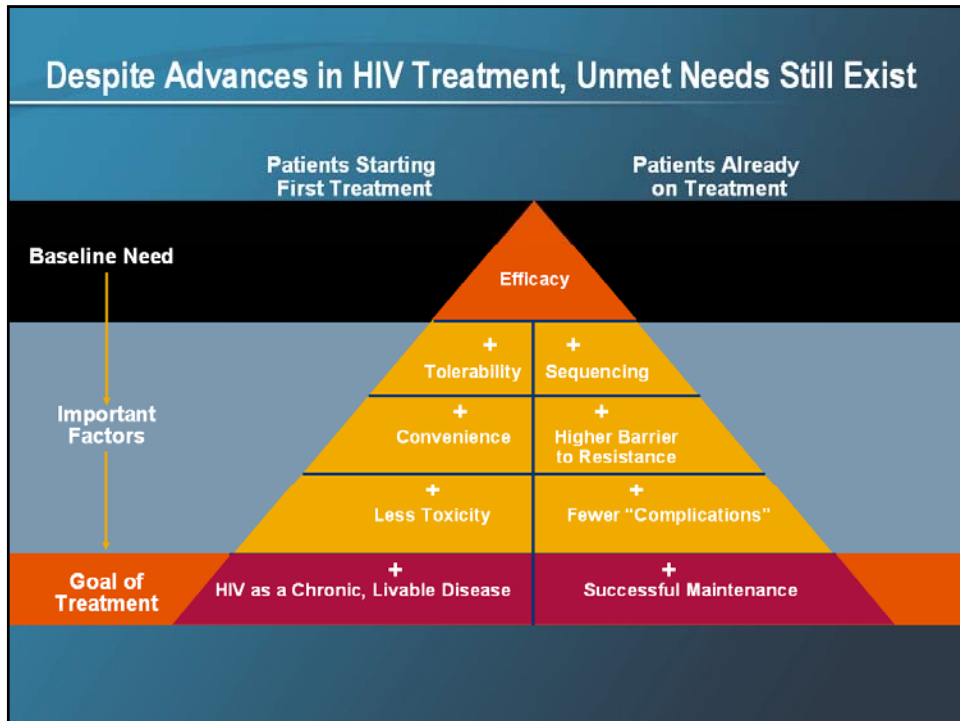 Despite Advances in HIV Treatment, Unmet Needs Still Exist
Patients Starting
First Treatment
Patients Already
on Treatment
Baseline Need
Efficacy
+
Tolerability
+
Sequencing
Important
Factors
+
Convenience
+
Higher Barrier
to Resistance
+
Less Toxicity
+
Fewer "Complications"
Goal of
Treatment
+
HIV as a Chronic, Livable Disease
+
Successful Maintenance